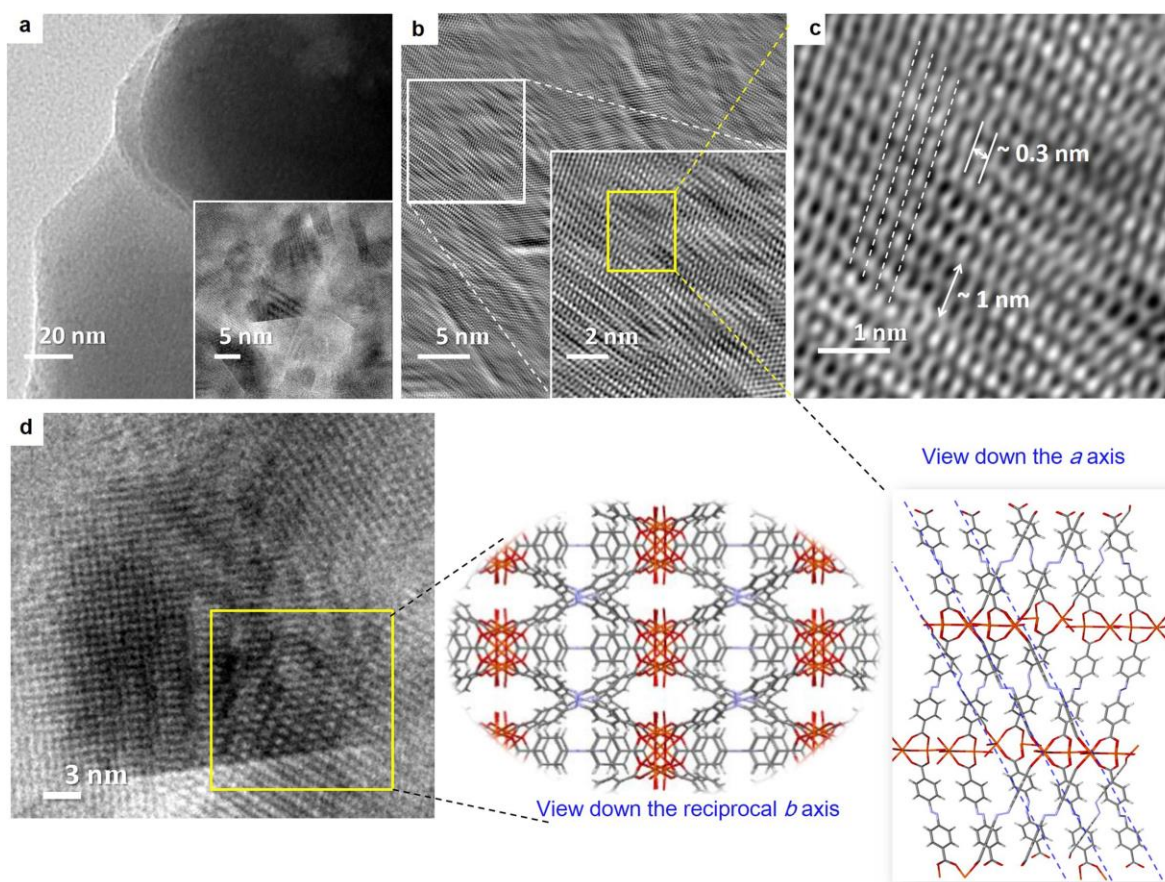 a
20 nm
5 nm
b
5 nm
2 nm
c
~ 0.3 nm
~ 1 nm
1 nm
d
3 nm
View down the reciprocal b axis
View down the a axis